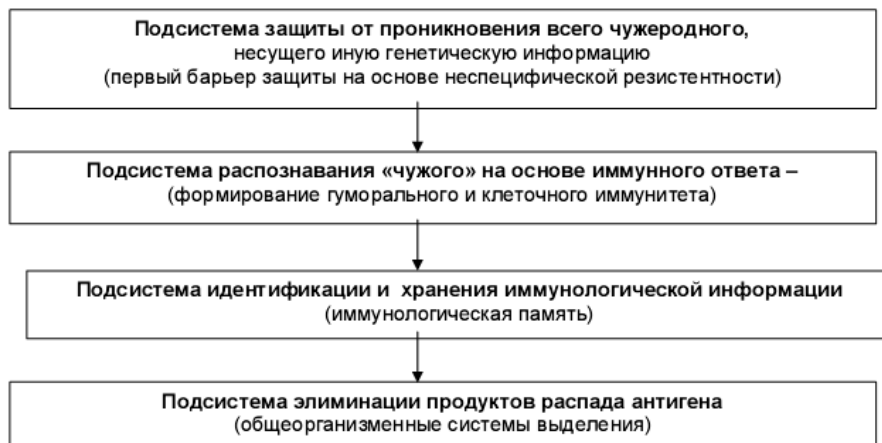 Подсистема защиты от проникновения всего чужеродного,
несущего иную генетическую информацию
(первый барьер защиты на основе неспецифической резистентности)
Подсистема распознавания «чужого» на основе иммунного ответа –
(формирование гуморального и клеточного иммунитета)
Подсистема идентификации и хранения иммунологической информации
(иммунологическая память)
Подсистема элиминации продуктов распада антигена
(общеорганизменные системы выделения)